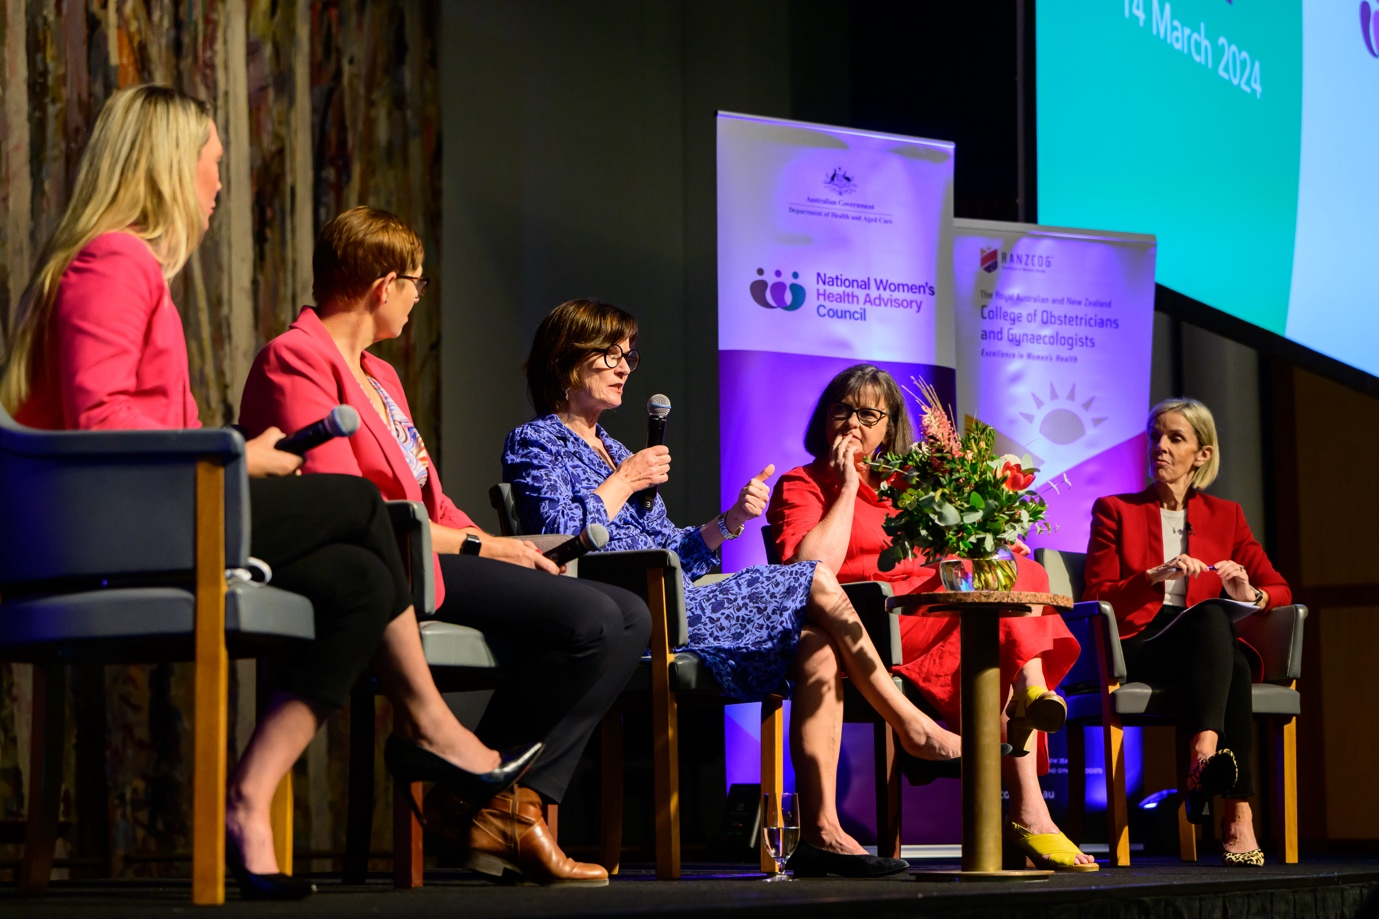 14 March 2024
Australian Government
Department of Health and Aged Care
National Women's
Health Advisory
Council
RANZCOG
The Royal Australian and New Zealand
College of Obstetricians
and Gynaecologists
Excellence in Women's Health